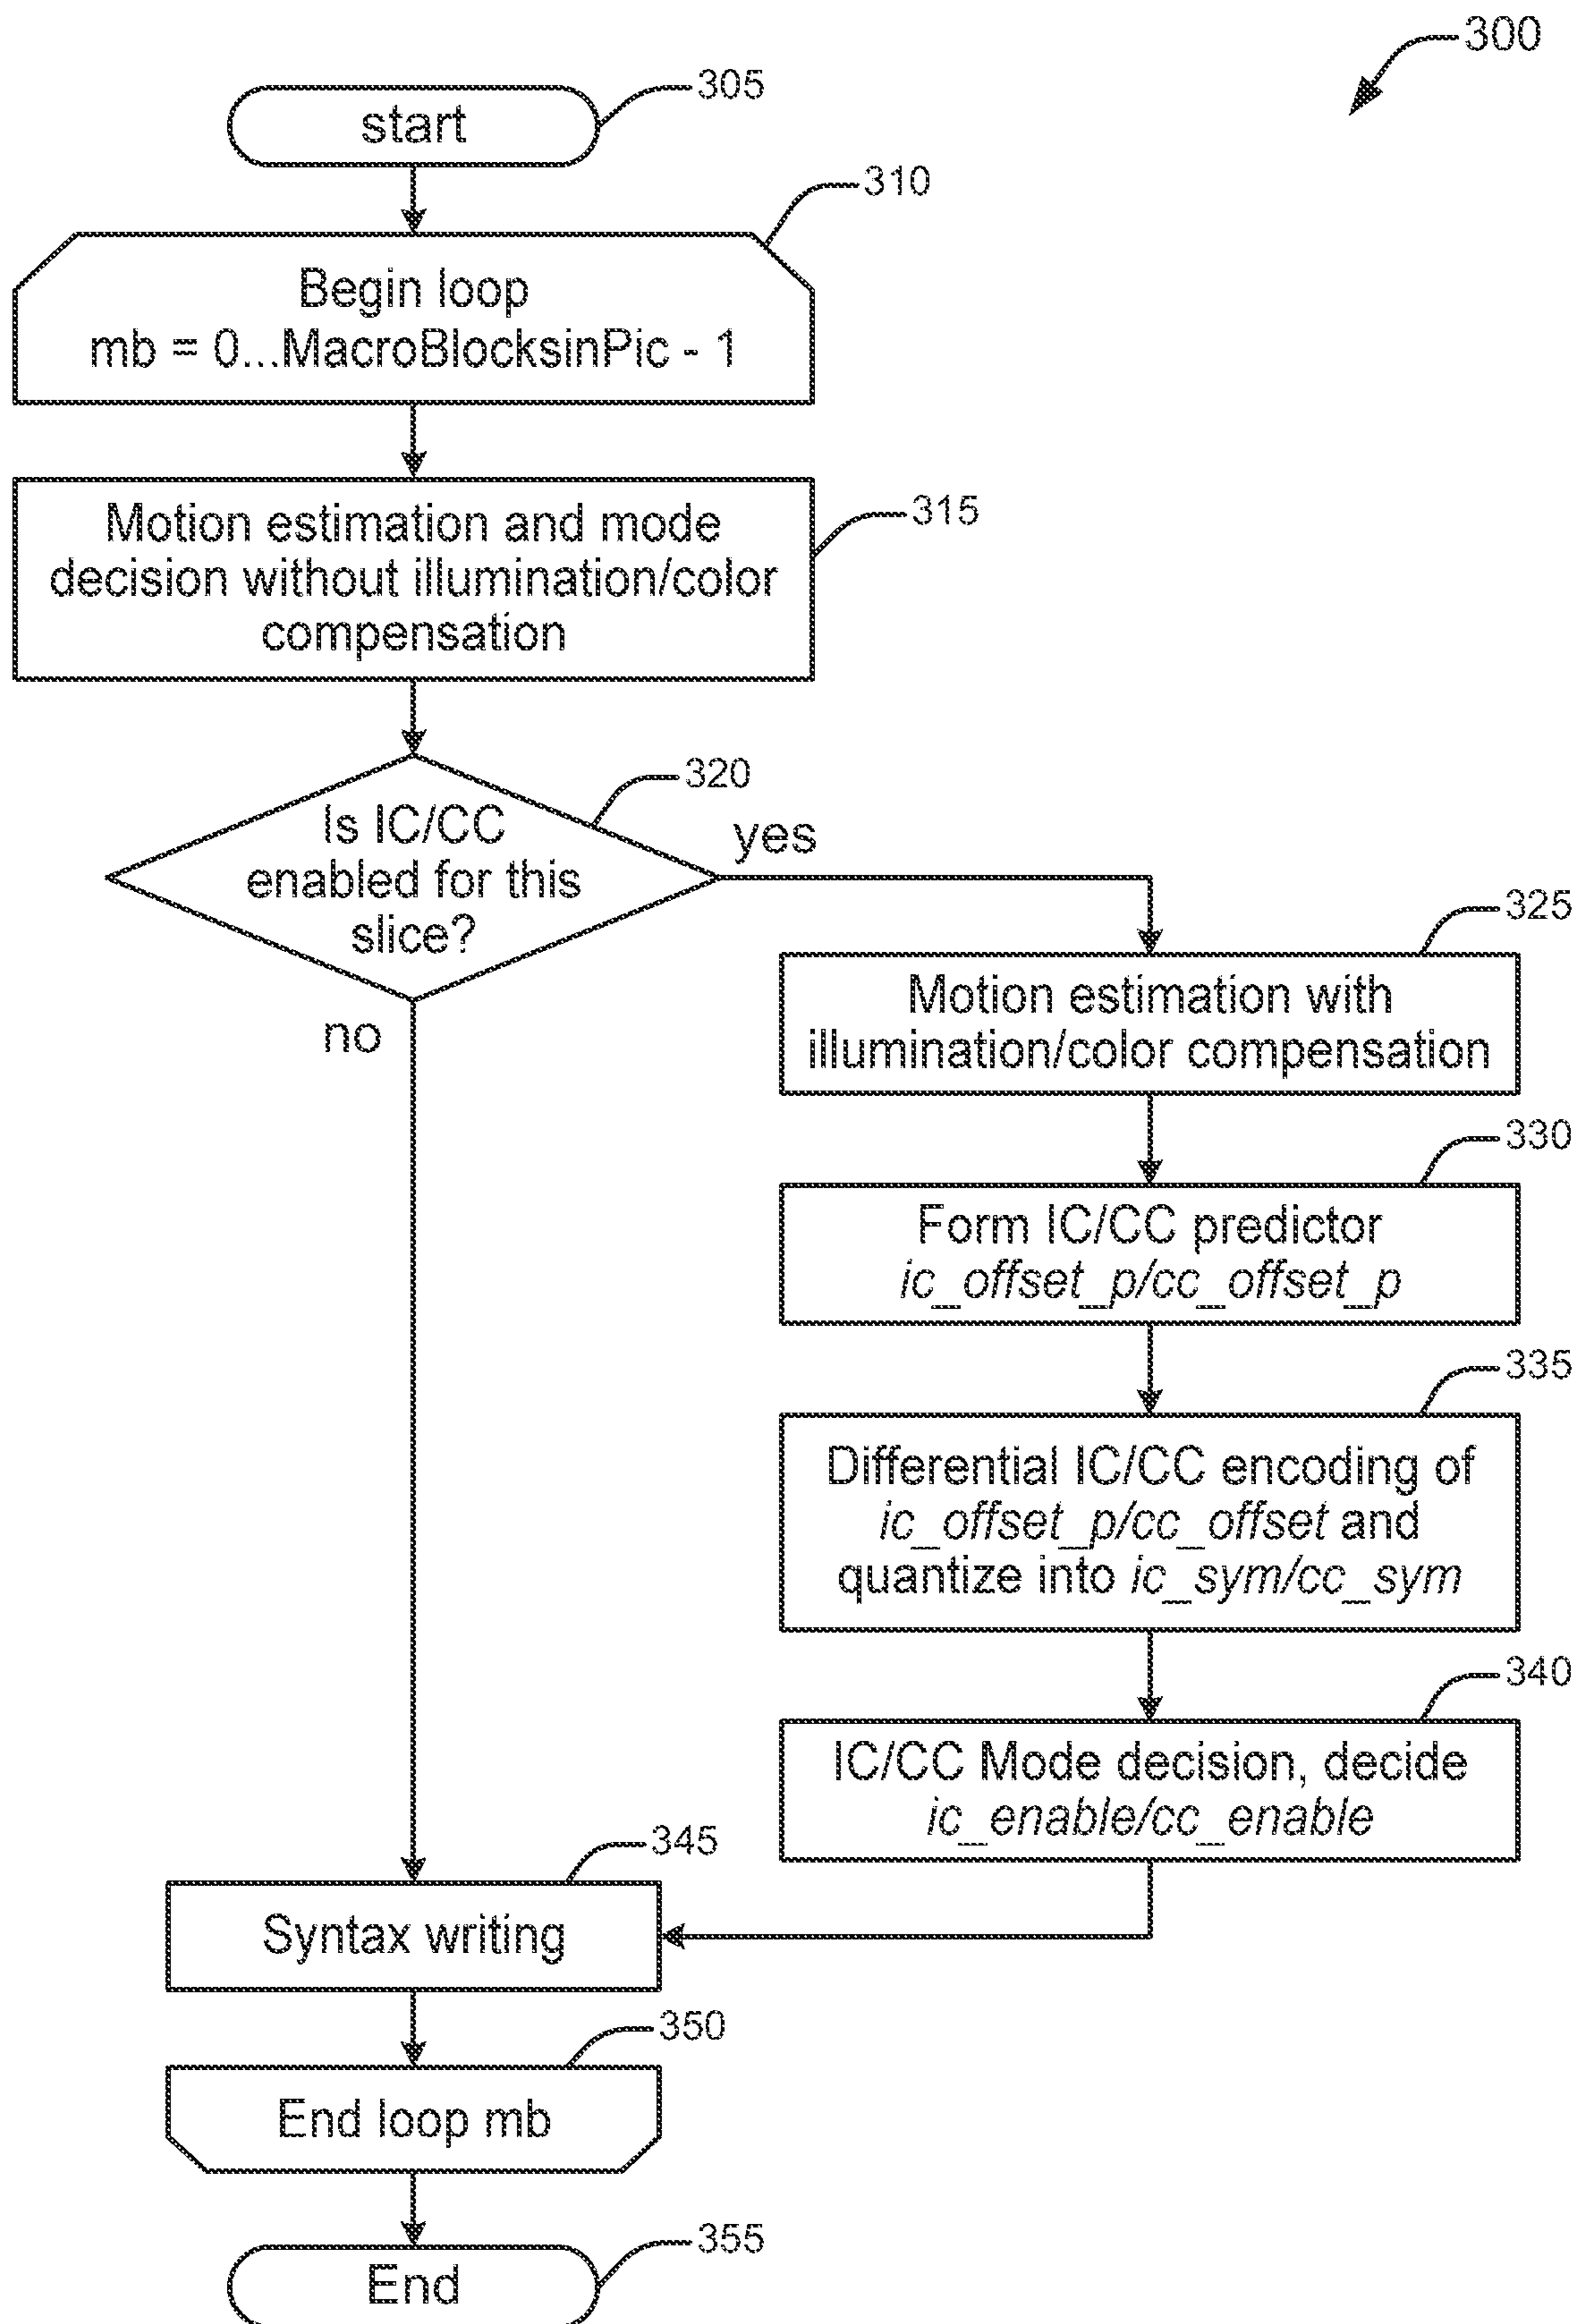 300
305
start
310
Begin loop
mb = 0...MacroBlocksinPic - 1
315
Motion estimation and mode
decision without illumination/color
compensation
320
Is IC/CC
enabled for this
slice?
yes
no
325
Motion estimation with
illumination/color compensation
330
Form IC/CC predictor
ic_offset_p/cc_offset_p
335
Differential IC/CC encoding of
ic_offset_p/cc_offset and
quantize into ic_sym/cc_sym
340
IC/CC Mode decision, decide
ic_enable/cc_enable
345
Syntax writing
350
End loop mb
355
End